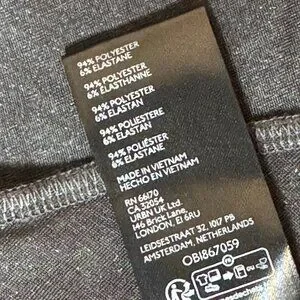 94% POLYESTER
6% ELASTANE
94% POLYESTER
6% ÉLASTHANNE
94% POLYESTER
6% ELASTAN
94% POLIESTERE
6% ELASTAN
94% POLIÉSTER
6% ELASTANE
MADE IN VIETNAM
HECHO EN VIETNAM
RN 66170
CA 32054
URBN UK Ltd.
146 Brick Lane
LONDON, E1 6RU
LEIDSESTRAAT 32, 1017 PB
AMSTERDAM, NETHERLANDS
OB1867059